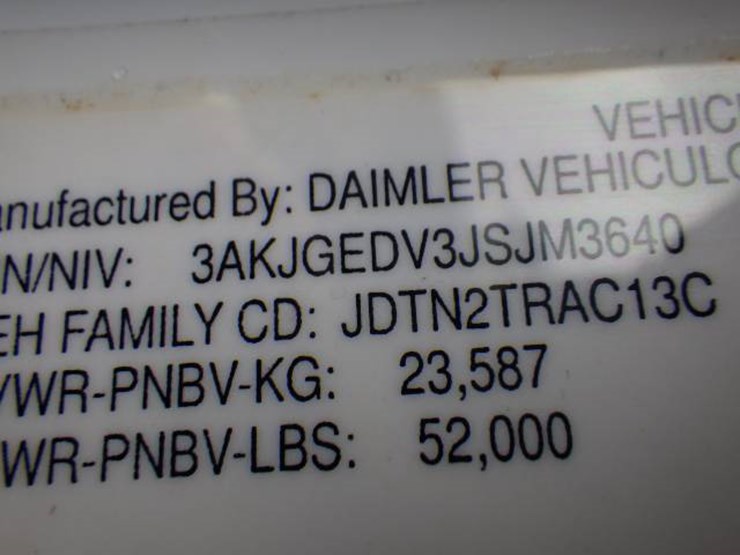 VEHIC
anufactured By: DAIMLER VEHICULO
N/NIV: 3AKJGEDV3JSJM3640
EH FAMILY CD: JDTN2TRAC13C
VWR-PNBV-KG: 23,587
WR-PNBV-LBS: 52,000